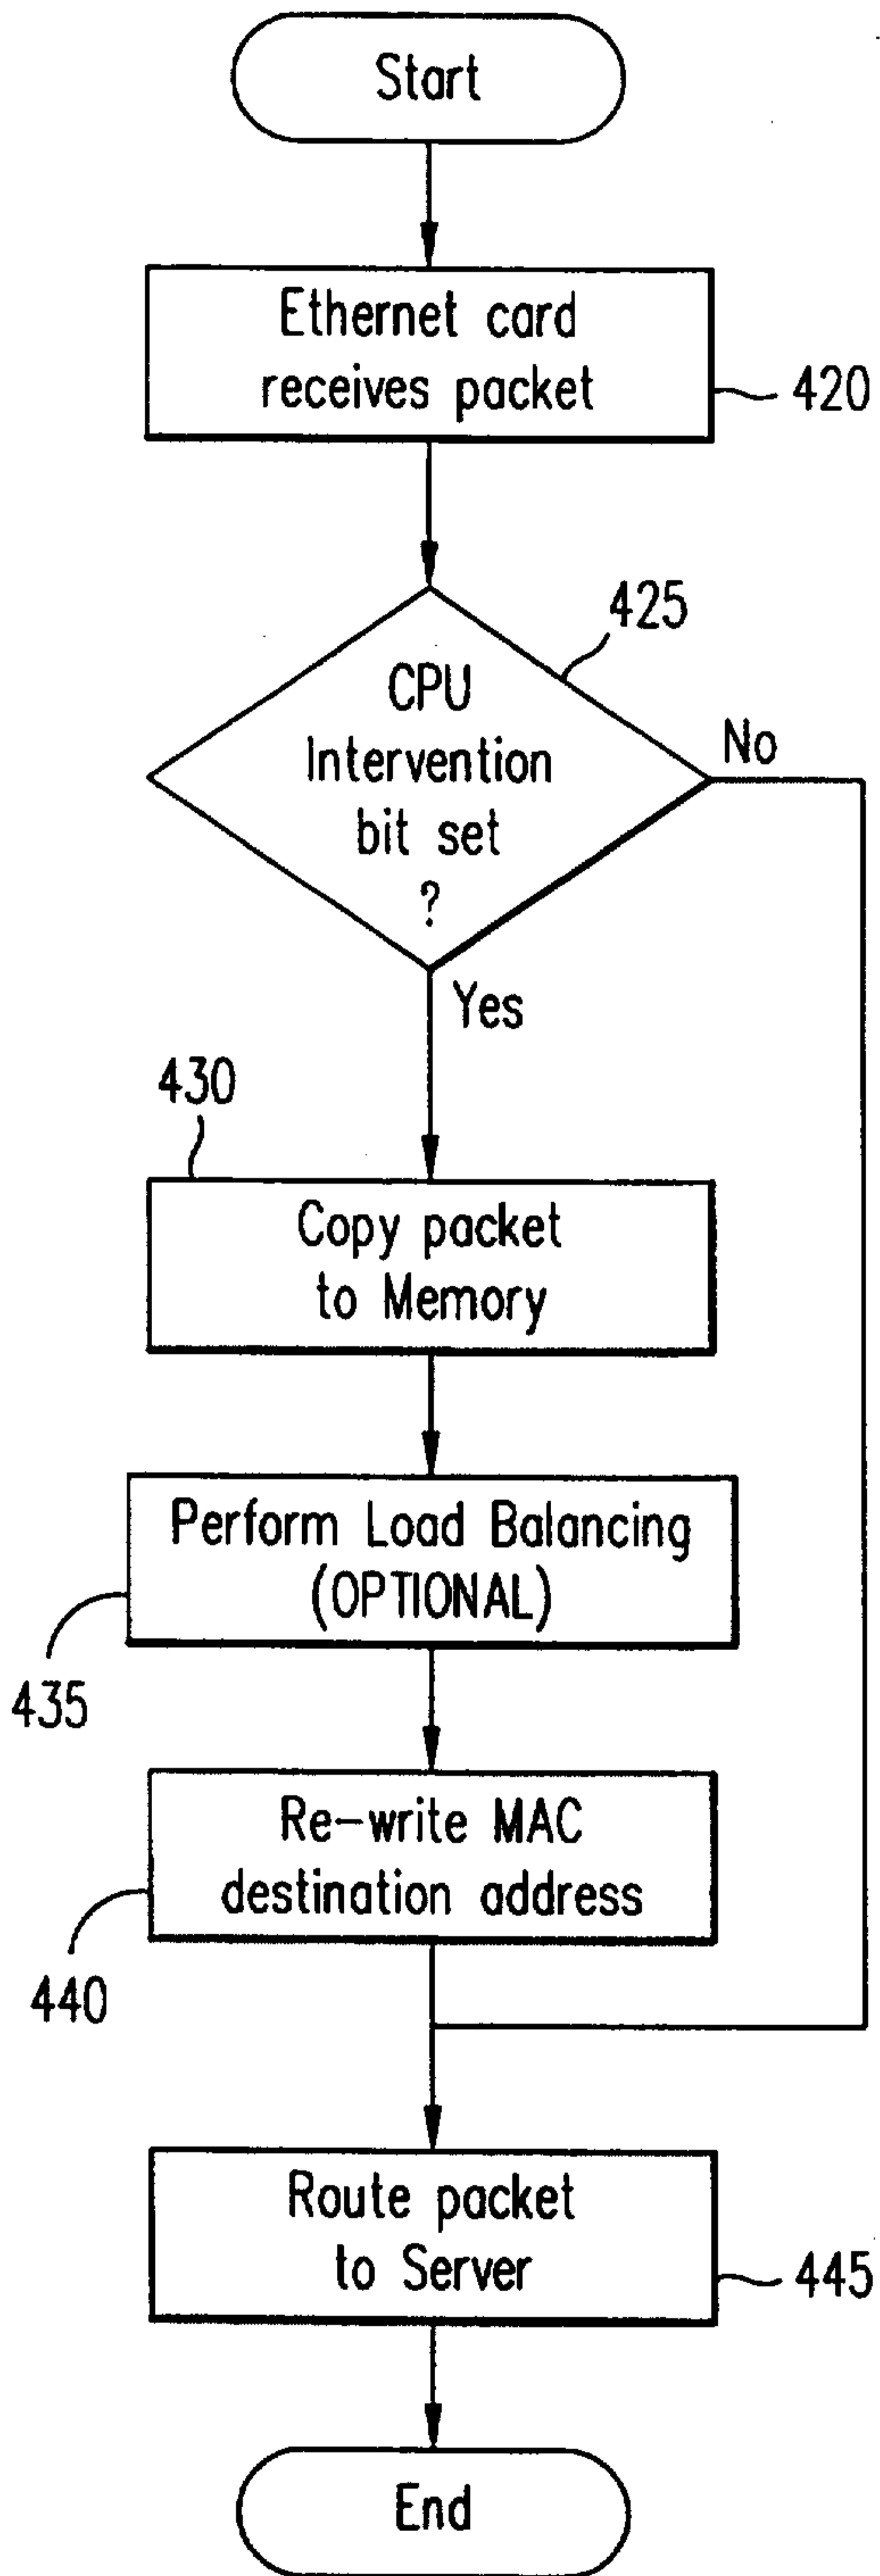 Start
Ethernet card
receives packet
420
425
CPU
Intervention
bit set
?
No
Yes
430
Copy packet
to Memory
Perform Load Balancing
(OPTIONAL)
435
Re-write MAC
destination address
440
Route packet
to Server
445
End